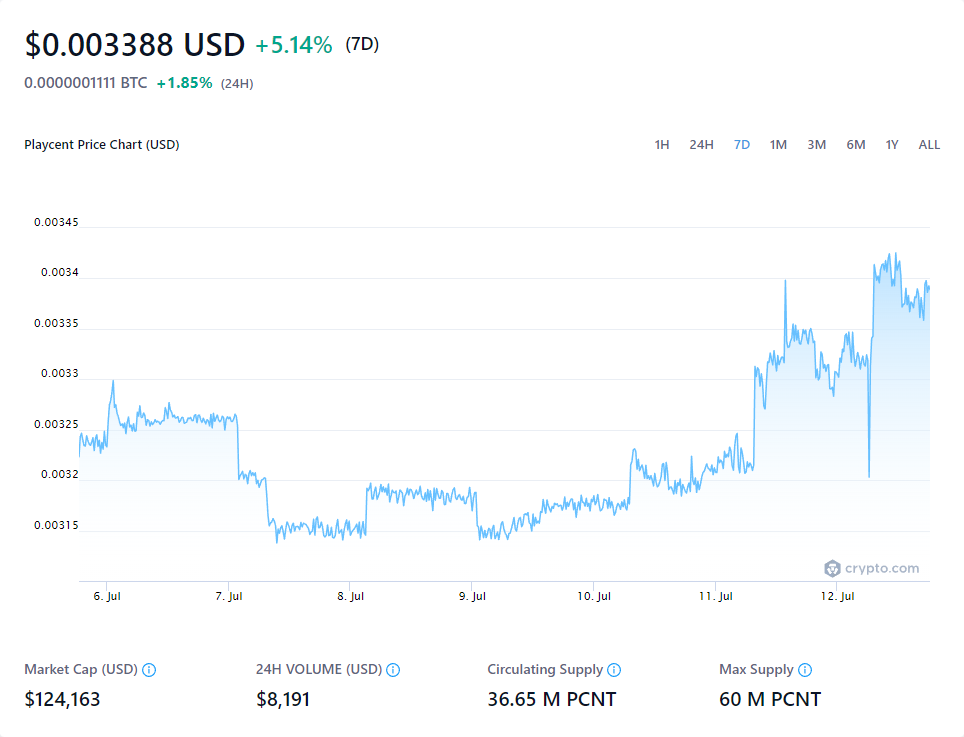 $0.003388 USD +5.14% (7D)
0.0000001111 BTC +1.85% (24H)
Playcent Price Chart (USD) 1H 24H 7D 1M 3M 6M 1Y ALL
0.00345
0.0034
0.00335
0.0033
0.00325
0.0032
0.00315
crypto.com
6. Jul 7. Jul 8. Jul 9. Jul 10. Jul 11. Jul 12. Jul
Market Cap (USD) 24H VOLUME (USD) Circulating Supply Max Supply
$124,163 $8,191 36.65 M PCNT 60 M PCNT